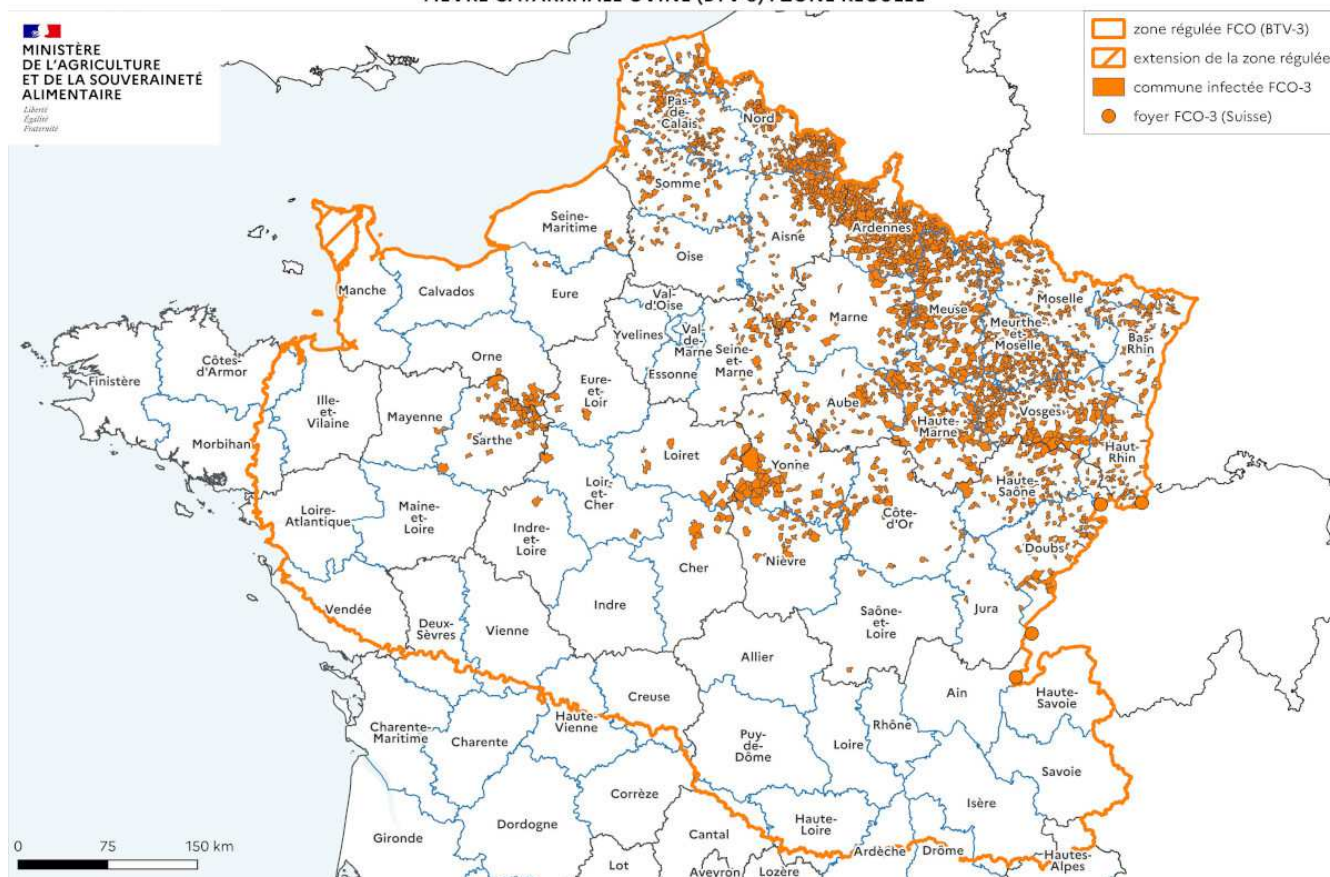 MINISTÈRE
DE L'AGRICULTURE
ET DE LA SOUVERAINETÉ
ALIMENTAIRE
Liberté
Égalité
Fraternité
zone régulée FCO (BTV-3)
extension de la zone régulée
commune infectée FCO-3
foyer FCO-3 (Suisse)
Pas-
de-
Calais
Nord
Somme
Seine-
Maritime
Aisne
Ardennes
Oise
Manche
Calvados
Eure
Val-
d'Oise
Marne
Meuse
Moselle
Meurthe-
et-
Moselle
Bas-
Rhin
Yvelines
Val-
de-
Marne
Seine-
et-
Marne
Essonne
Orne
Finistère
Côtes-
d'Armor
Ille-
et-
Vilaine
Mayenne
Eure-
et-
Loir
Aube
Haute-
Marne
Vosges
Haut-
Rhin
Morbihan
Sarthe
Loiret
Yonne
Haute-
Saône
Loire-
Atlantique
Maine-
et-
Loire
Loir-
et-
Cher
Indre-
et-
Loire
Côte-
d'Or
Doubs
Cher
Nièvre
Vendée
Deux-
Sèvres
Vienne
Indre
Saône-
et-
Loire
Jura
Allier
Ain
Haute-
Savoie
Creuse
Charente-
Maritime
Charente
Haute-
Vienne
Puy-
de-
Dôme
Loire
Rhône
Savoie
Corrèze
Isère
Gironde
Dordogne
Cantal
Haute-
Loire
Ardèche
Drôme
Hautes-
Alpes
Lot
Aveyron
Lozère
0 75 150 km